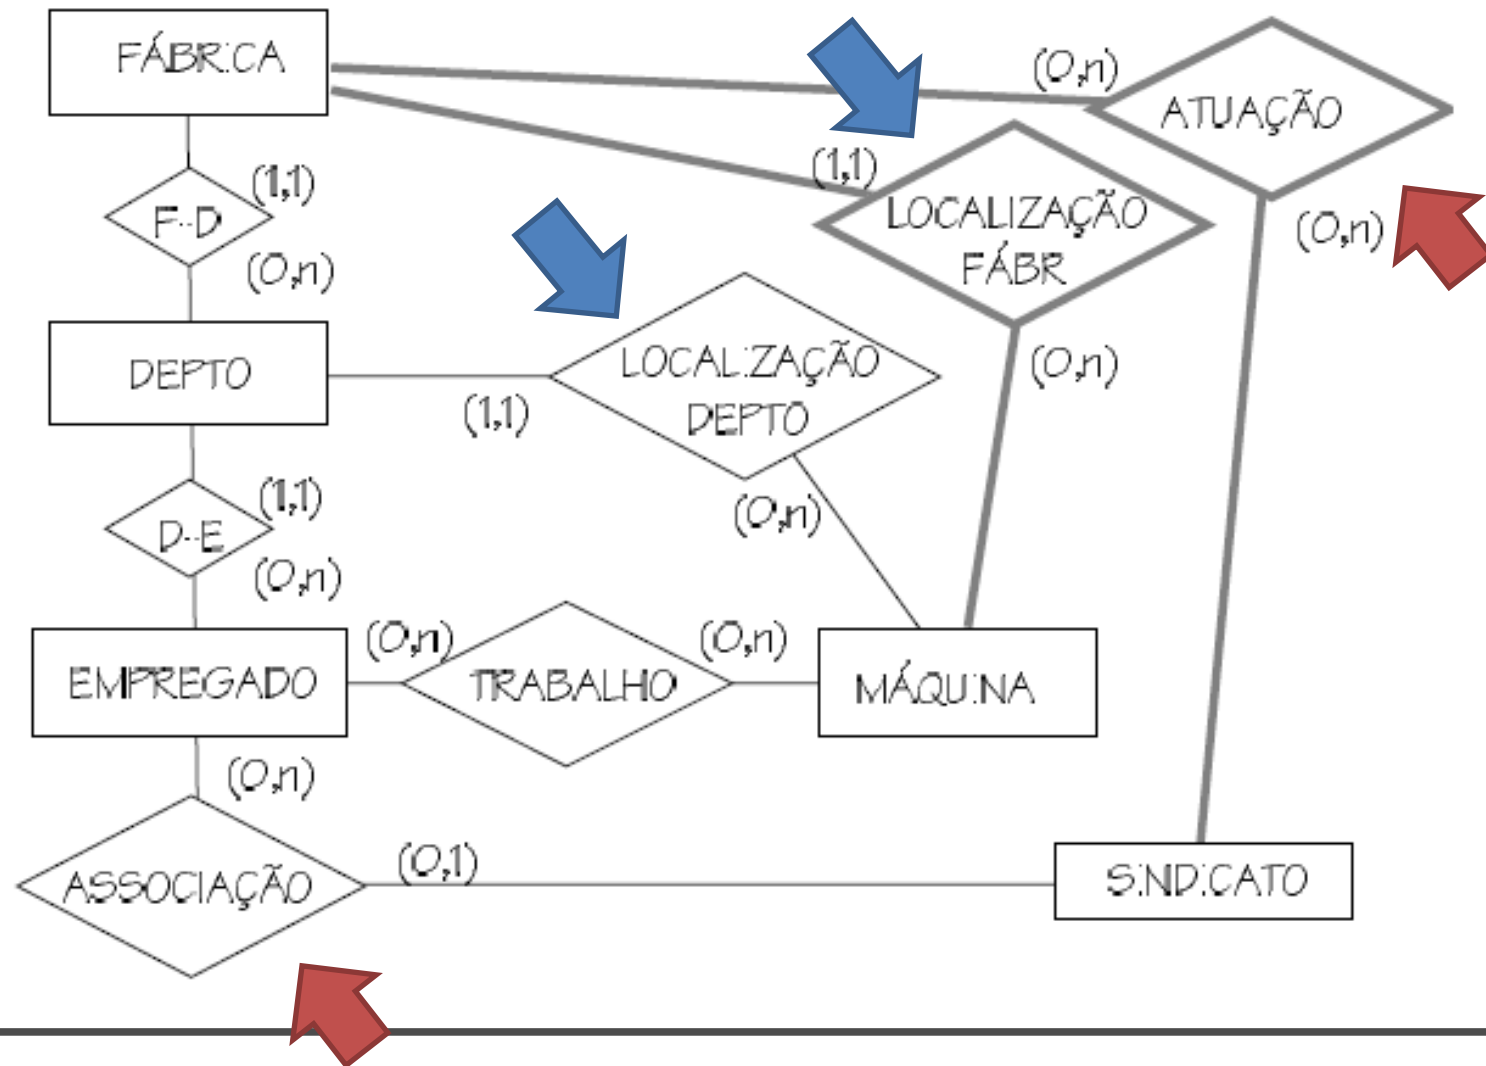 FÁBRICA
(0,n)
ATUAÇÃO
(1,1)
(1,1)
F-D
LOCALIZAÇÃO
FÁBR
(0,n)
(0,n)
DEPTO
LOCALIZAÇÃO
DEPTO
(0,n)
(1,1)
(1,1)
D-E
(0,n)
(0,n)
(0,n)
(0,n)
EMPREGADO
TRABALHO
MÁQUINA
(0,n)
ASSOCIAÇÃO
(0,1)
SINDICATO